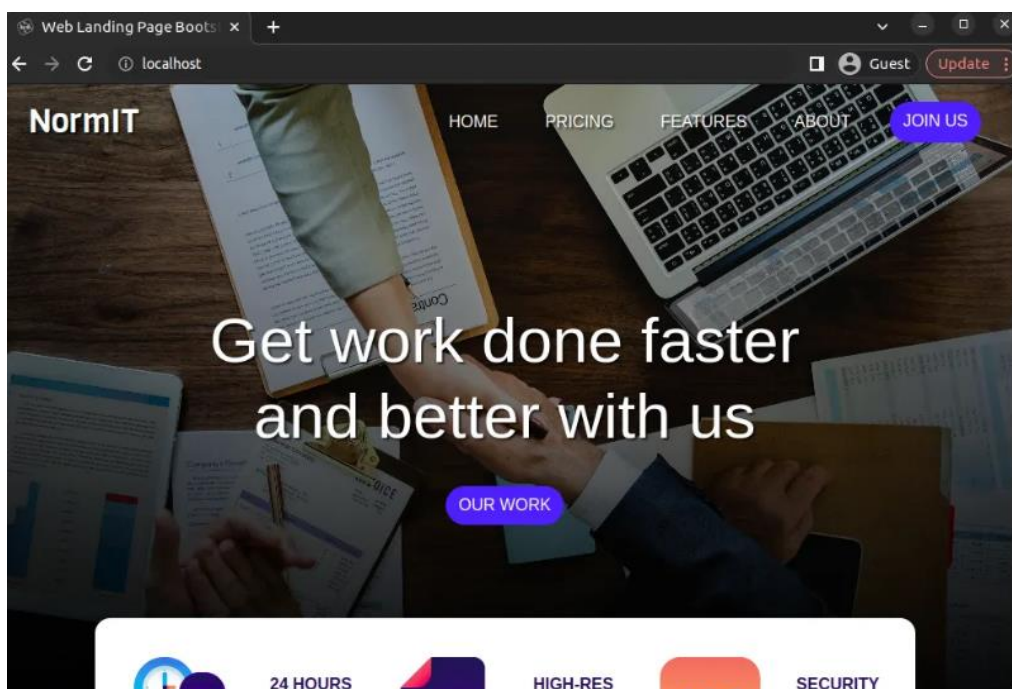 Web Landing Page Boots
localhost
Guest
Update
NormIT
HOME
PRICING
FEATURES
ABOUT
JOIN US
Contra
Get work done faster
and better with us
OUR WORK
24 HOURS
HIGH-RES
SECURITY